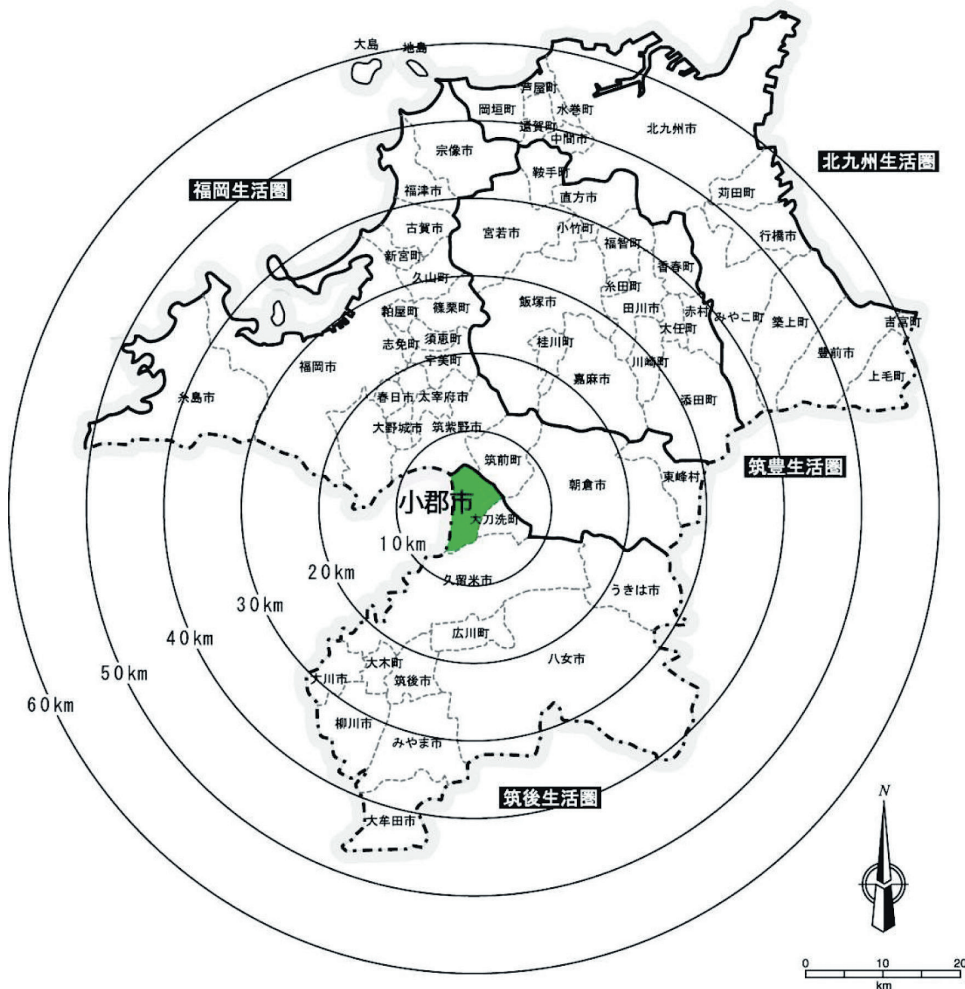 大島
地島
芦屋町
岡垣町
水巻町
遠賀町
中間市
北九州市
宗像市
北九州生活圏
福岡生活圏
鞍手町
直方市
苅田町
福津市
古賀市
宮若市
小竹町
福智町
行橋市
新宮町
香春町
久山町
糸田町
飯塚市
田川市
赤村
みやこ町
粕屋町
篠栗町
大任町
築上町
吉富町
志免町
須恵町
桂川町
福岡市
宇美町
川崎町
豊前市
嘉麻市
上毛町
糸島市
春日市
太宰府市
添田町
大野城市
筑紫野市
筑前町
筑豊生活圏
東峰村
朝倉市
小郡市
大刀洗町
10km
20km
久留米市
うきは市
30km
広川町
40km
大木町
八女市
50km
大川市
筑後市
60km
柳川市
みやま市
筑後生活圏
大牟田市
N
0 10 20
km